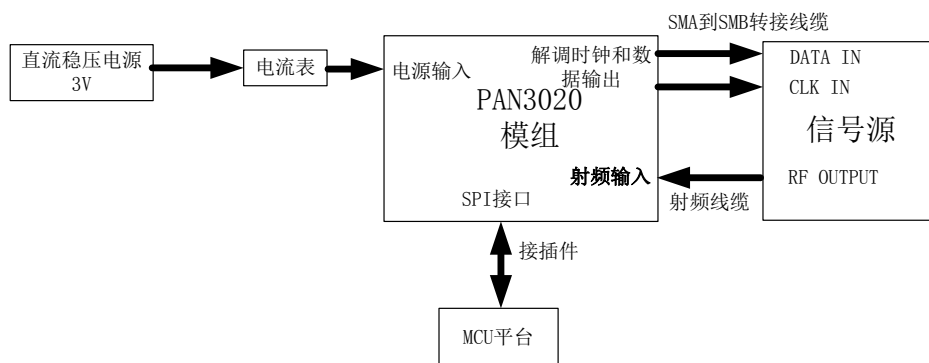 SMA到SMB转接线缆
直流稳压电源
3V
电流表
电源输入
解调时钟和数
据输出
DATA IN
CLK IN
PAN3020
模组
信号源
射频输入
RF OUTPUT
射频线缆
SPI接口
接插件
MCU平台